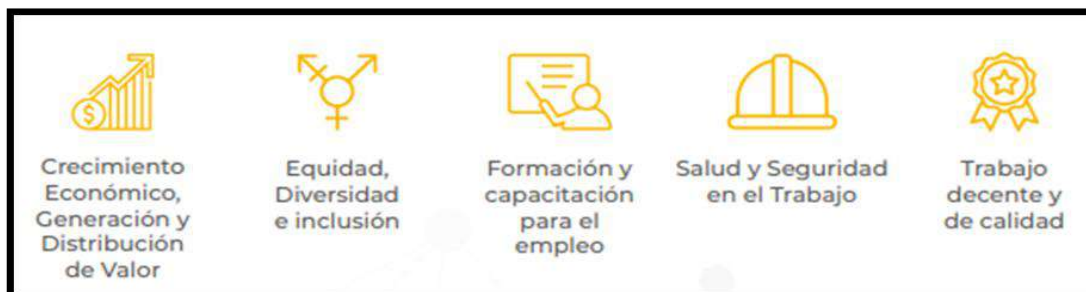 $
Crecimiento
Económico,
Generación y
Distribución
de Valor
Equidad,
Diversidad
e inclusión
Formación y
capacitación
para el
empleo
Salud y Seguridad
en el Trabajo
Trabajo
decente y
de calidad